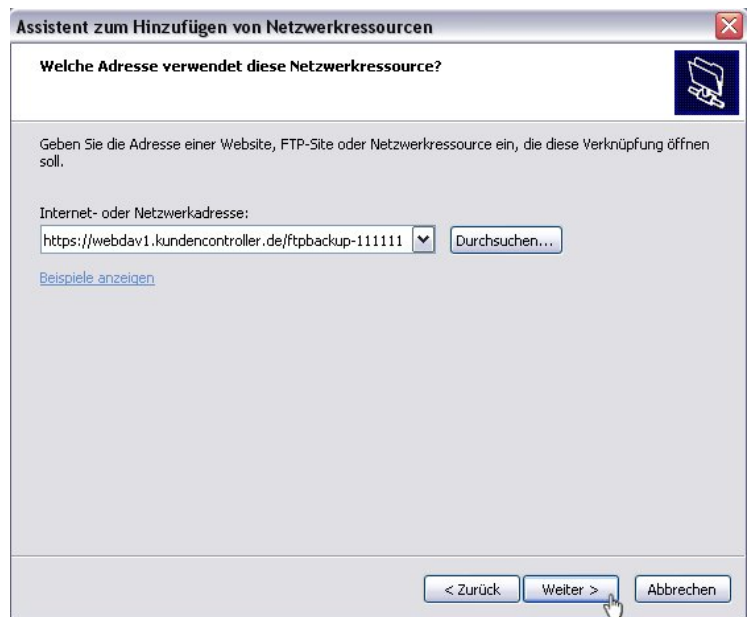 Assistent zum Hinzufügen von Netzwerkressourcen
Welche Adresse verwendet diese Netzwerkressource?
Geben Sie die Adresse einer Website, FTP-Site oder Netzwerkressource ein, die diese Verknüpfung öffnen
soll.
Internet- oder Netzwerkadresse:
https://webdav1.kundencontroller.de/ftpbackup-111111 Durchsuchen...
Beispiele anzeigen
< Zurück Weiter > Abbrechen